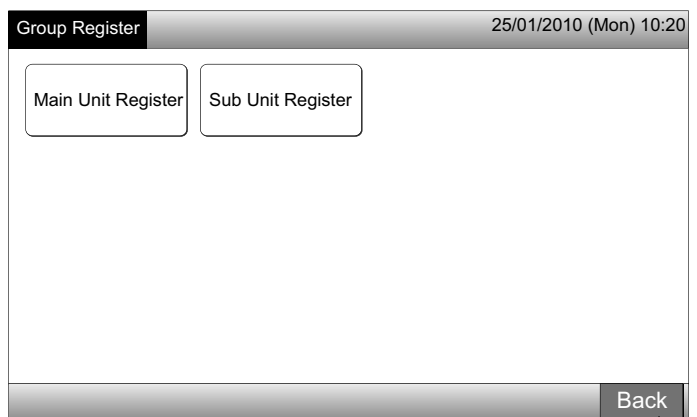 Group Register 25/01/2010 (Mon) 10:20
Main Unit Register Sub Unit Register
Back